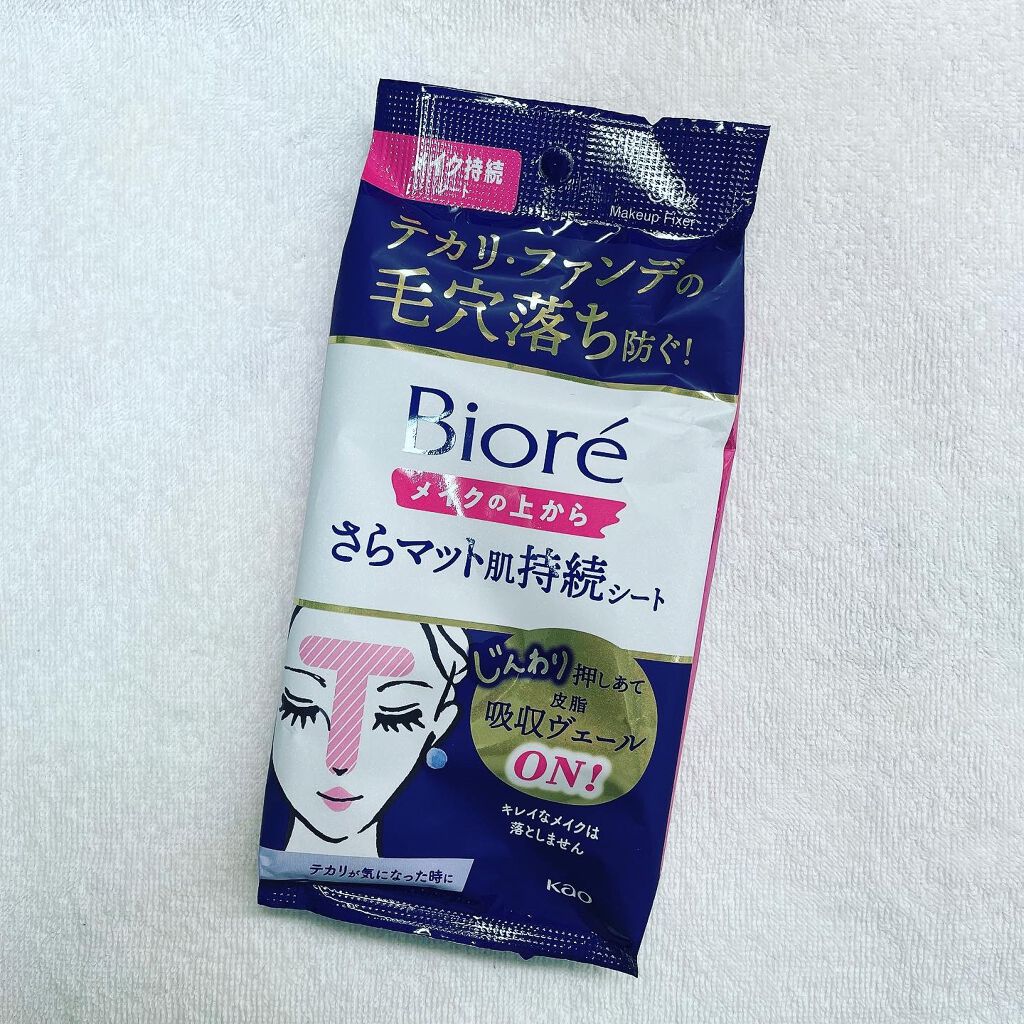 メイク持続
シート
枚
Makeup Fixer
テカリ・ファンデの
毛穴落ち防ぐ!
Bioré
メイクの上から
さらマット肌持続シート
じんわり押しあて
皮脂
吸収ヴェール
ON!
キレイなメイクは
落としません
テカリが気になった時に
Kao